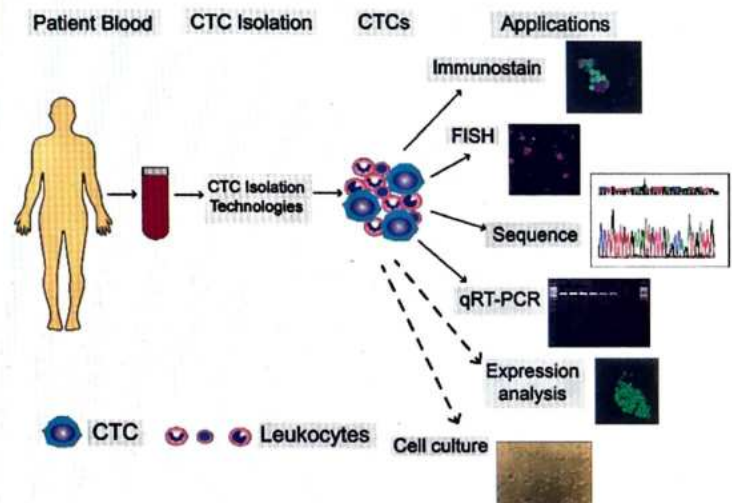 Patient Blood
CTC Isolation
CTCs
Applications
Immunostain
FISH
CTC Isolation
Technologies
Sequence
qRT-PCR
Expression
analysis
Cell culture
CTC
Leukocytes